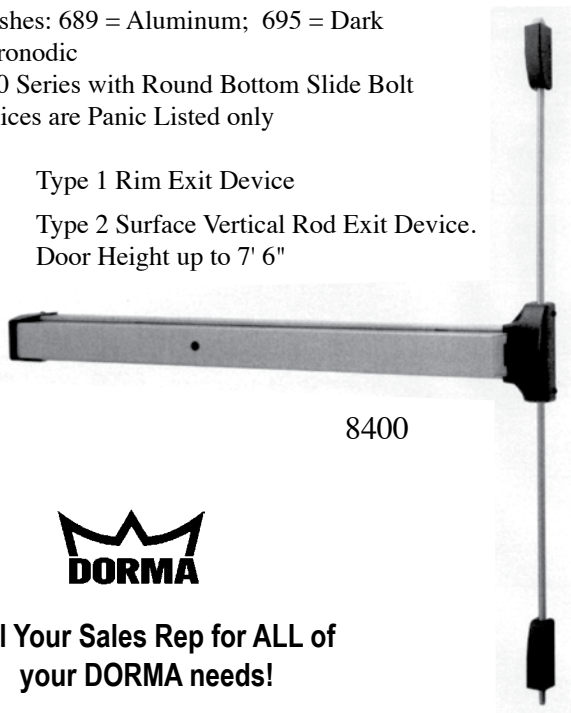 shes: 689 = Aluminum; 695 = Dark
ronodic
0 Series with Round Bottom Slide Bolt
ices are Panic Listed only
Type 1 Rim Exit Device
Type 2 Surface Vertical Rod Exit Device.
Door Height up to 7' 6"
8400
DORMA
l Your Sales Rep for ALL of
your DORMA needs!